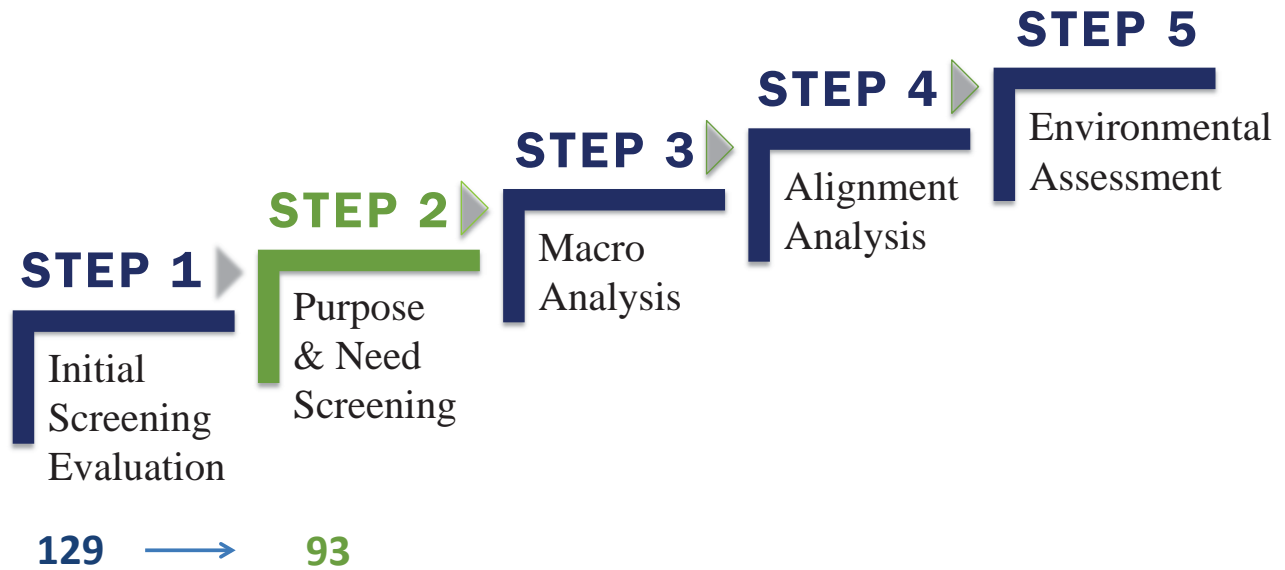 STEP 1
Initial
Screening
Evaluation
129
STEP 2
Purpose
& Need
Screening
93
STEP 3
Macro
Analysis
STEP 4
Alignment
Analysis
STEP 5
Environmental
Assessment